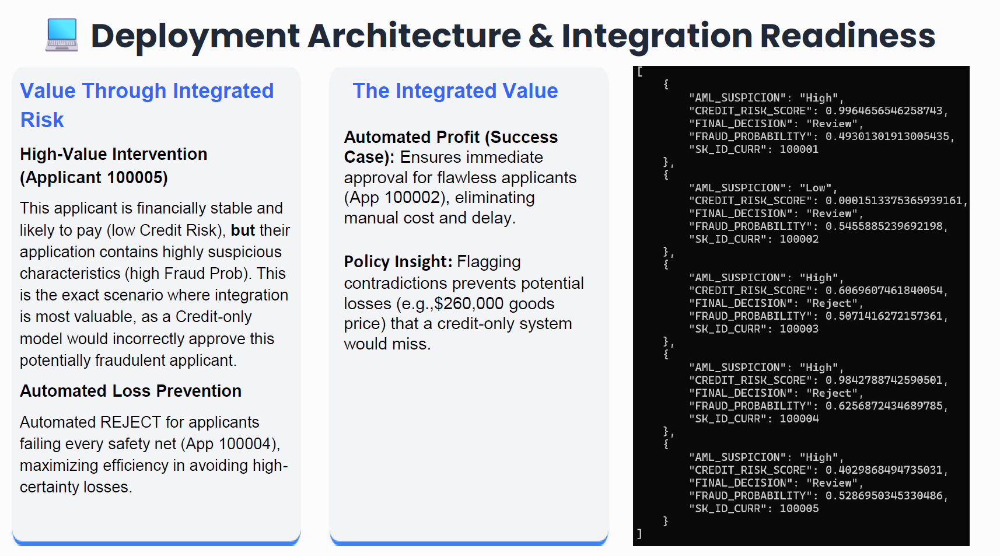 Deployment Architecture & Integration Readiness
Value Through Integrated
Risk
High-Value Intervention
(Applicant 100005)
This applicant is financially stable and
likely to pay (low Credit Risk), but their
application contains highly suspicious
characteristics (high Fraud Prob). This
is the exact scenario where integration
is most valuable, as a Credit-only
model would incorrectly approve this
potentially fraudulent applicant.
Automated Loss Prevention
Automated REJECT for applicants
failing every safety net (App 100004),
maximizing efficiency in avoiding high-
certainty losses.
The Integrated Value
Automated Profit (Success
Case): Ensures immediate
approval for flawless applicants
(App 100002), eliminating
manual cost and delay.
Policy Insight: Flagging
contradictions prevents potential
losses (e.g.,$260,000 goods
price) that a credit-only system
would miss.
[
{
"AML_SUSPICION": "High",
"CREDIT_RISK_SCORE": 0.9964656546258743,
"FINAL_DECISION": "Review",
"FRAUD_PROBABILITY": 0.49301301913005435,
"SK_ID_CURR": 100001
},
{
"AML_SUSPICION": "Low",
"CREDIT_RISK_SCORE": 0.0001513375365939161,
"FINAL_DECISION": "Review",
"FRAUD_PROBABILITY": 0.5455885239692198,
"SK_ID_CURR": 100002
},
{
"AML_SUSPICION": "High",
"CREDIT_RISK_SCORE": 0.6069607461840054,
"FINAL_DECISION": "Reject",
"FRAUD_PROBABILITY": 0.5071416272157361,
"SK_ID_CURR": 100003
},
{
"AML_SUSPICION": "High",
"CREDIT_RISK_SCORE": 0.9842788742590501,
"FINAL_DECISION": "Reject",
"FRAUD_PROBABILITY": 0.6256872434689785,
"SK_ID_CURR": 100004
},
{
"AML_SUSPICION": "High",
"CREDIT_RISK_SCORE": 0.4029868494735031,
"FINAL_DECISION": "Review",
"FRAUD_PROBABILITY": 0.5286950345330486,
"SK_ID_CURR": 100005
}
]